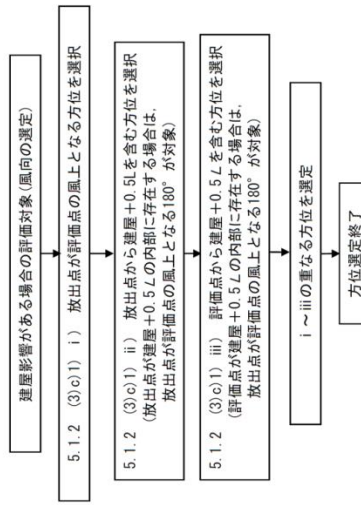 建屋影響がある場合の評価対象(風向の選定)
5.1.2 (3)c)1) ⅰ) 放出点が評価点の風上となる方位を選択
5.1.2 (3)c)1) ⅱ) 放出点から建屋+0.5Lを含む方位を選択
(放出点が建屋+0.5Lの内部に存在する場合は,
放出点が評価点の風上となる180°が対象)
5.1.2 (3)c)1) ⅲ) 評価点から建屋+0.5Lを含む方位を選択
(評価点が建屋+0.5Lの内部に存在する場合は,
放出点が評価点の風上となる180°が対象)
ⅰ~ⅲの重なる方位を選定
方位選定終了